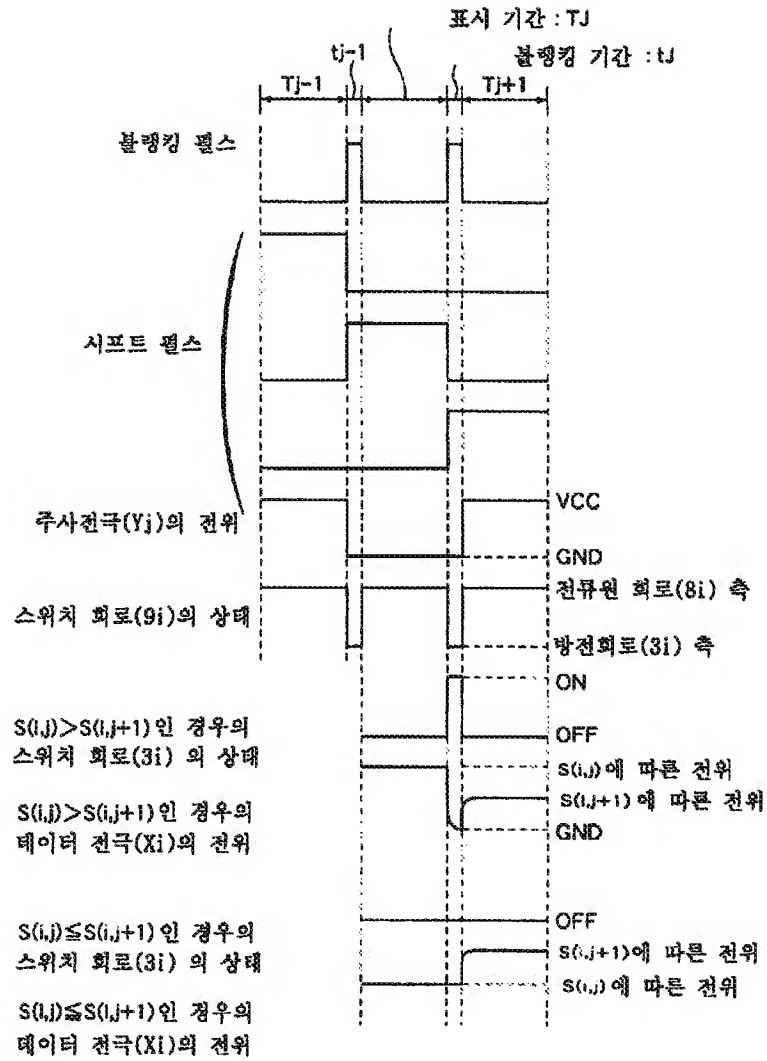 표시 기간 : TJ
tj-1
블랭킹 기간 : tJ
Tj-1
Tj+1
블랭킹 펄스
시프트 펄스
주사전극(Yj)의 전위
VCC
GND
스위치 회로(9i)의 상태
전류원 회로(8i) 측
방전회로(3i) 측
S(i,j)>S(i,j+1)인 경우의
스위치 회로(3i) 의 상태
ON
OFF
S(i,j)>S(i,j+1)인 경우의
데이터 전극(Xi)의 전위
S(i,j)에 따른 전위
S(i,j+1)에 따른 전위
GND
S(i,j)≦S(i,j+1)인 경우의
스위치 회로(3i) 의 상태
OFF
S(i,j)≦S(i,j+1)인 경우의
데이터 전극(Xi)의 전위
S(i,j+1)에 따른 전위
S(i,j)에 따른 전위